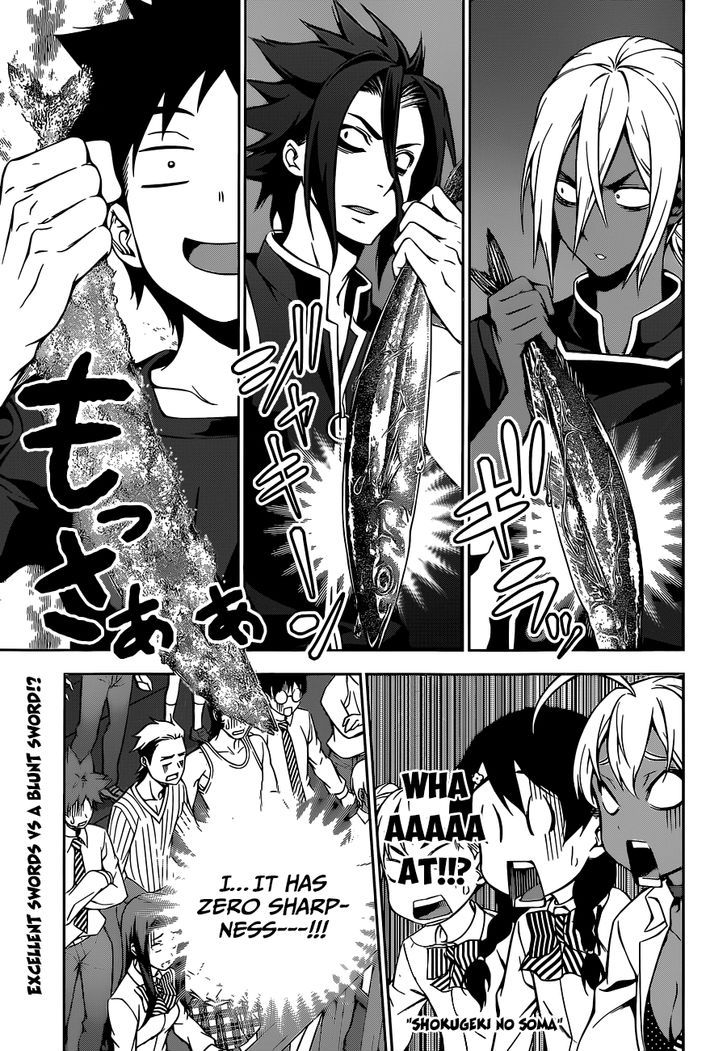 ギラッ
ジャキーン
もっさぁぁ
WHA
AAAAA
AT!!?
I...IT HAS
ZERO SHARP-
NESS---!!!
EXCELLENT SWORDS VS A BLUNT SWORD!?
"SHOKUGEKI NO SOMA"